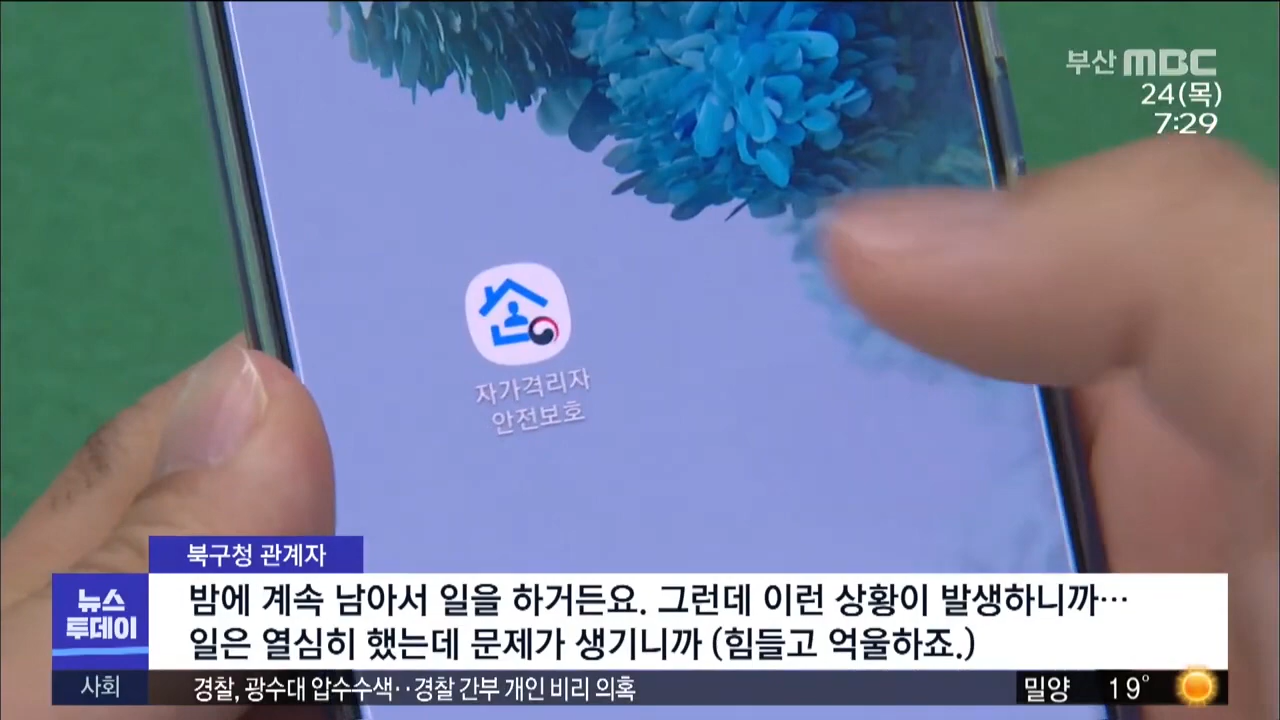 부산 MBC
24(목)
7:29
자가격리자
안전보호
북구청 관계자
뉴스
투데이
밤에 계속 남아서 일을 하거든요. 그런데 이런 상황이 발생하니까…
일은 열심히 했는데 문제가 생기니까 (힘들고 억울하죠.)
사회
경찰, 광수대 압수수색‥경찰 간부 개인 비리 의혹
밀양 19°